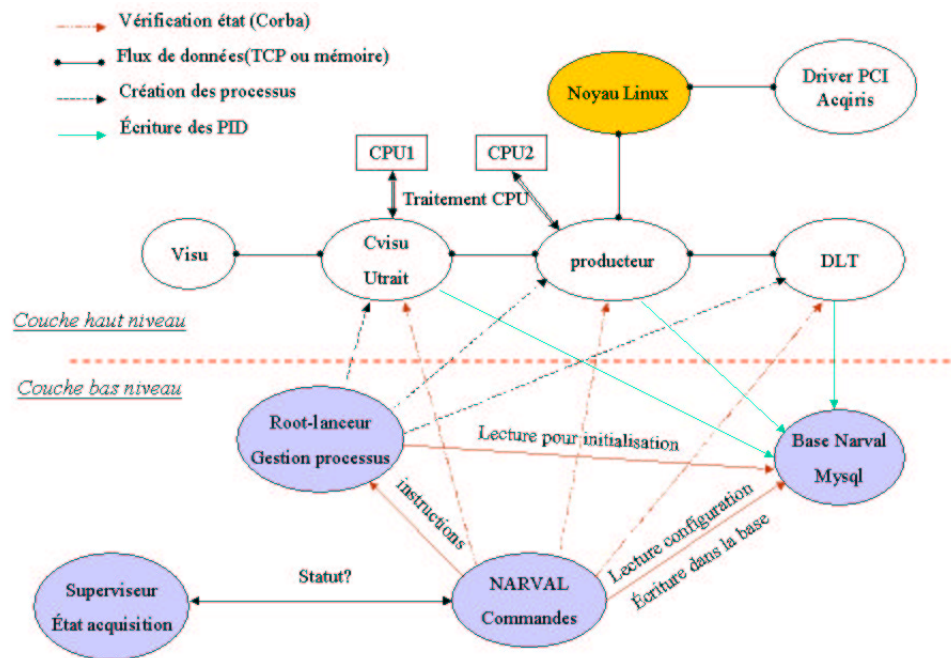 Vérification état (Corba)
Flux de données(TCP ou mémoire)
Création des processus
Écriture des PID
Noyau Linux
Driver PCI
Acqiris
CPU1
CPU2
Traitement CPU
Visu
Cvisu
Utrait
producteur
DLT
Couche haut niveau
Couche bas niveau
Root-lanceur
Gestion processus
Lecture pour initialisation
Base Narval
Mysql
instructions
Lecture configuration
Écriture dans la base
Superviseur
État acquisition
Statut?
NARVAL
Commandes